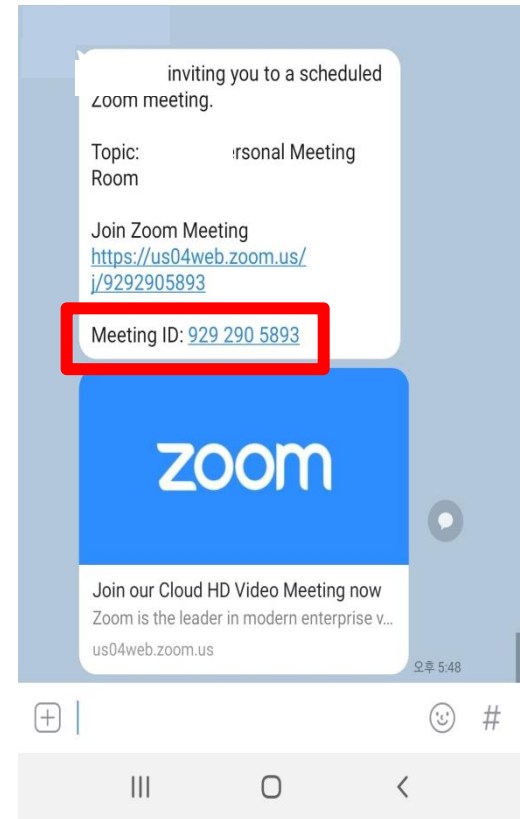 inviting you to a scheduled
Zoom meeting.
Topic: ersonal Meeting
Room
Join Zoom Meeting
https://us04web.zoom.us/
j/9292905893
Meeting ID: 929 290 5893
zoom
Join our Cloud HD Video Meeting now
Zoom is the leader in modern enterprise v...
us04web.zoom.us
오후 5:48
#